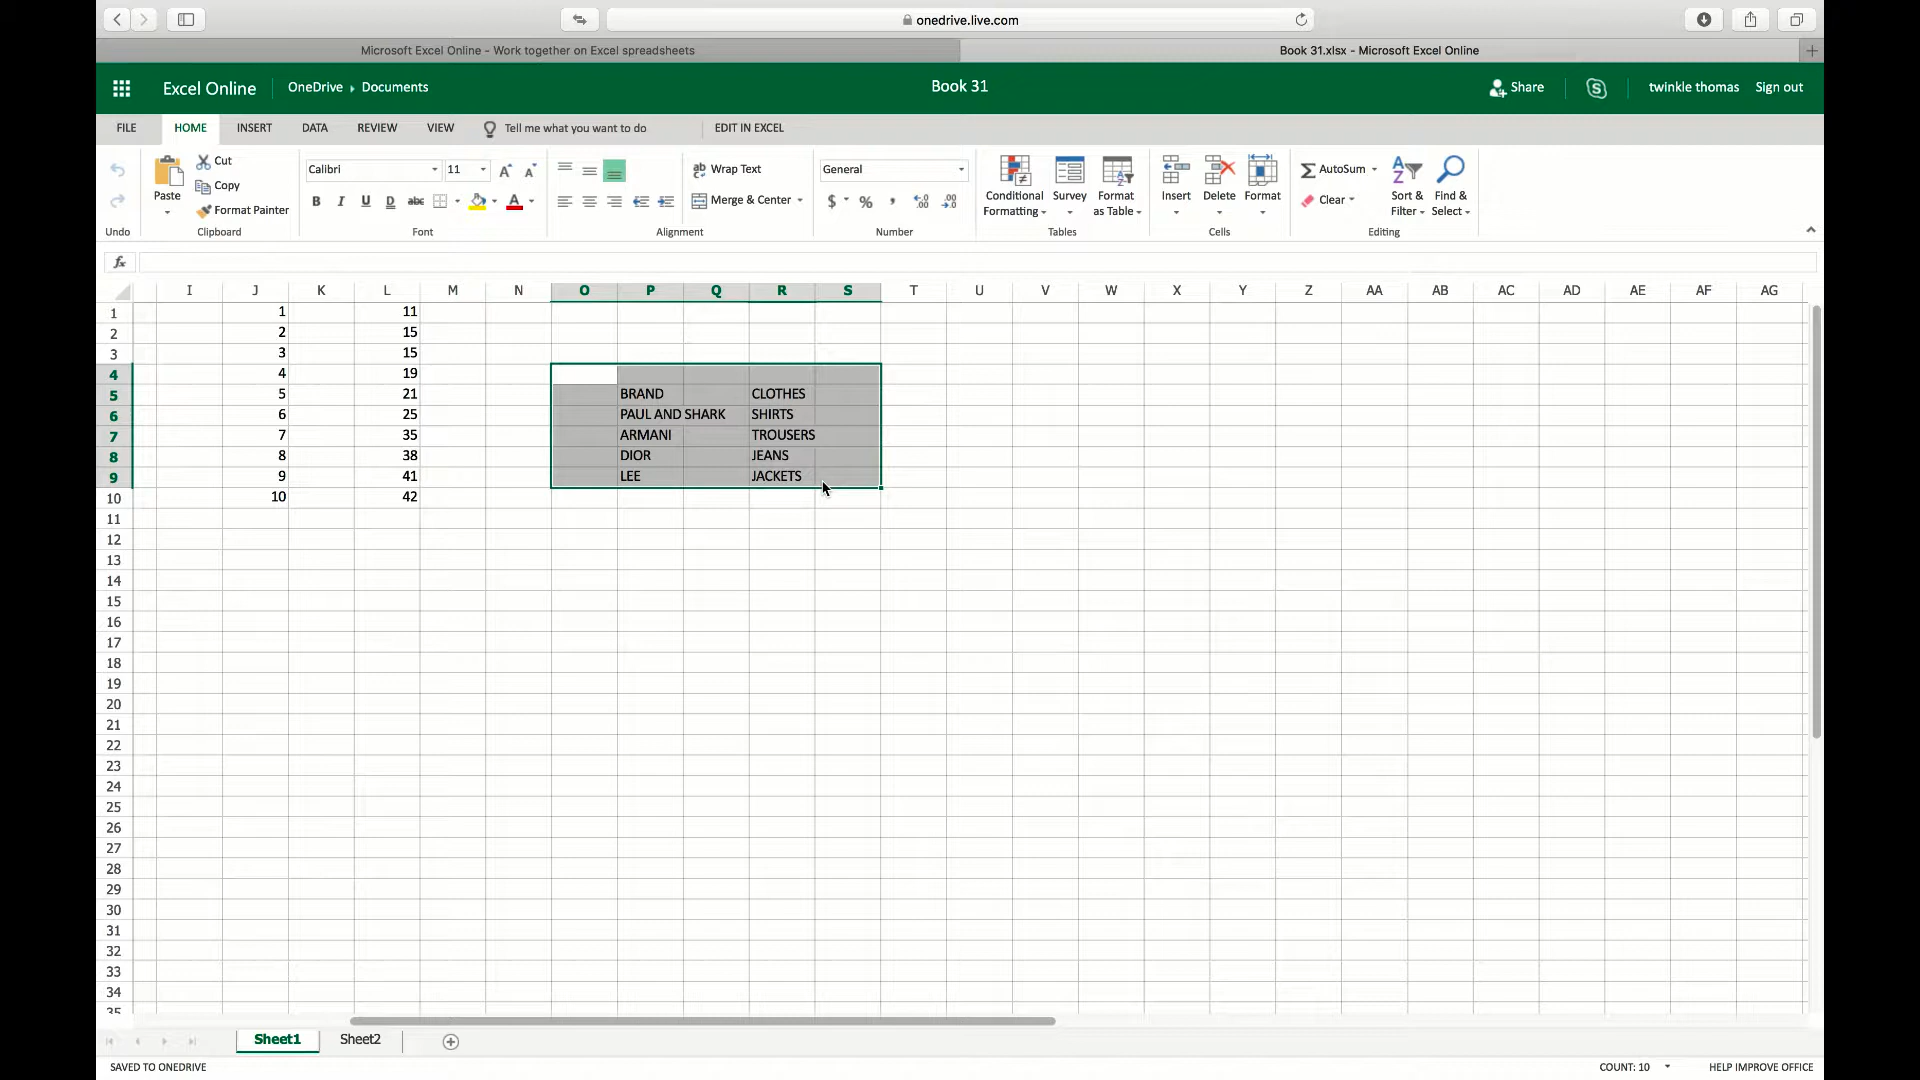 onedrive.live.com
Microsoft Excel Online - Work together on Excel spreadsheets
Book 31.xlsx - Microsoft Excel Online
Excel Online
OneDrive ▸ Documents
Book 31
Share
twinkle thomas
Sign out
FILE HOME INSERT DATA REVIEW VIEW Tell me what you want to do EDIT IN EXCEL
Paste
Cut
Copy
Format Painter
Calibri 11
B I U D abc A
Wrap Text
Merge & Center
General
$ % , .00 .00
Conditional Formatting
Survey
Format as Table
Insert
Delete
Format
AutoSum
Clear
Sort & Filter
Find & Select
Undo Clipboard Font Alignment Number Tables Cells Editing
fx
I J K L M N O P Q R S T U V W X Y Z AA AB AC AD AE AF AG
1 1 11
2 2 15
3 3 15
4 4 19
5 5 21 BRAND CLOTHES
6 6 25 PAUL AND SHARK SHIRTS
7 7 35 ARMANI TROUSERS
8 8 38 DIOR JEANS
9 9 41 LEE JACKETS
10 10 42
11
12
13
14
15
16
17
18
19
20
21
22
23
24
25
26
27
28
29
30
31
32
33
34
35
Sheet1 Sheet2
SAVED TO ONEDRIVE
COUNT: 10
HELP IMPROVE OFFICE